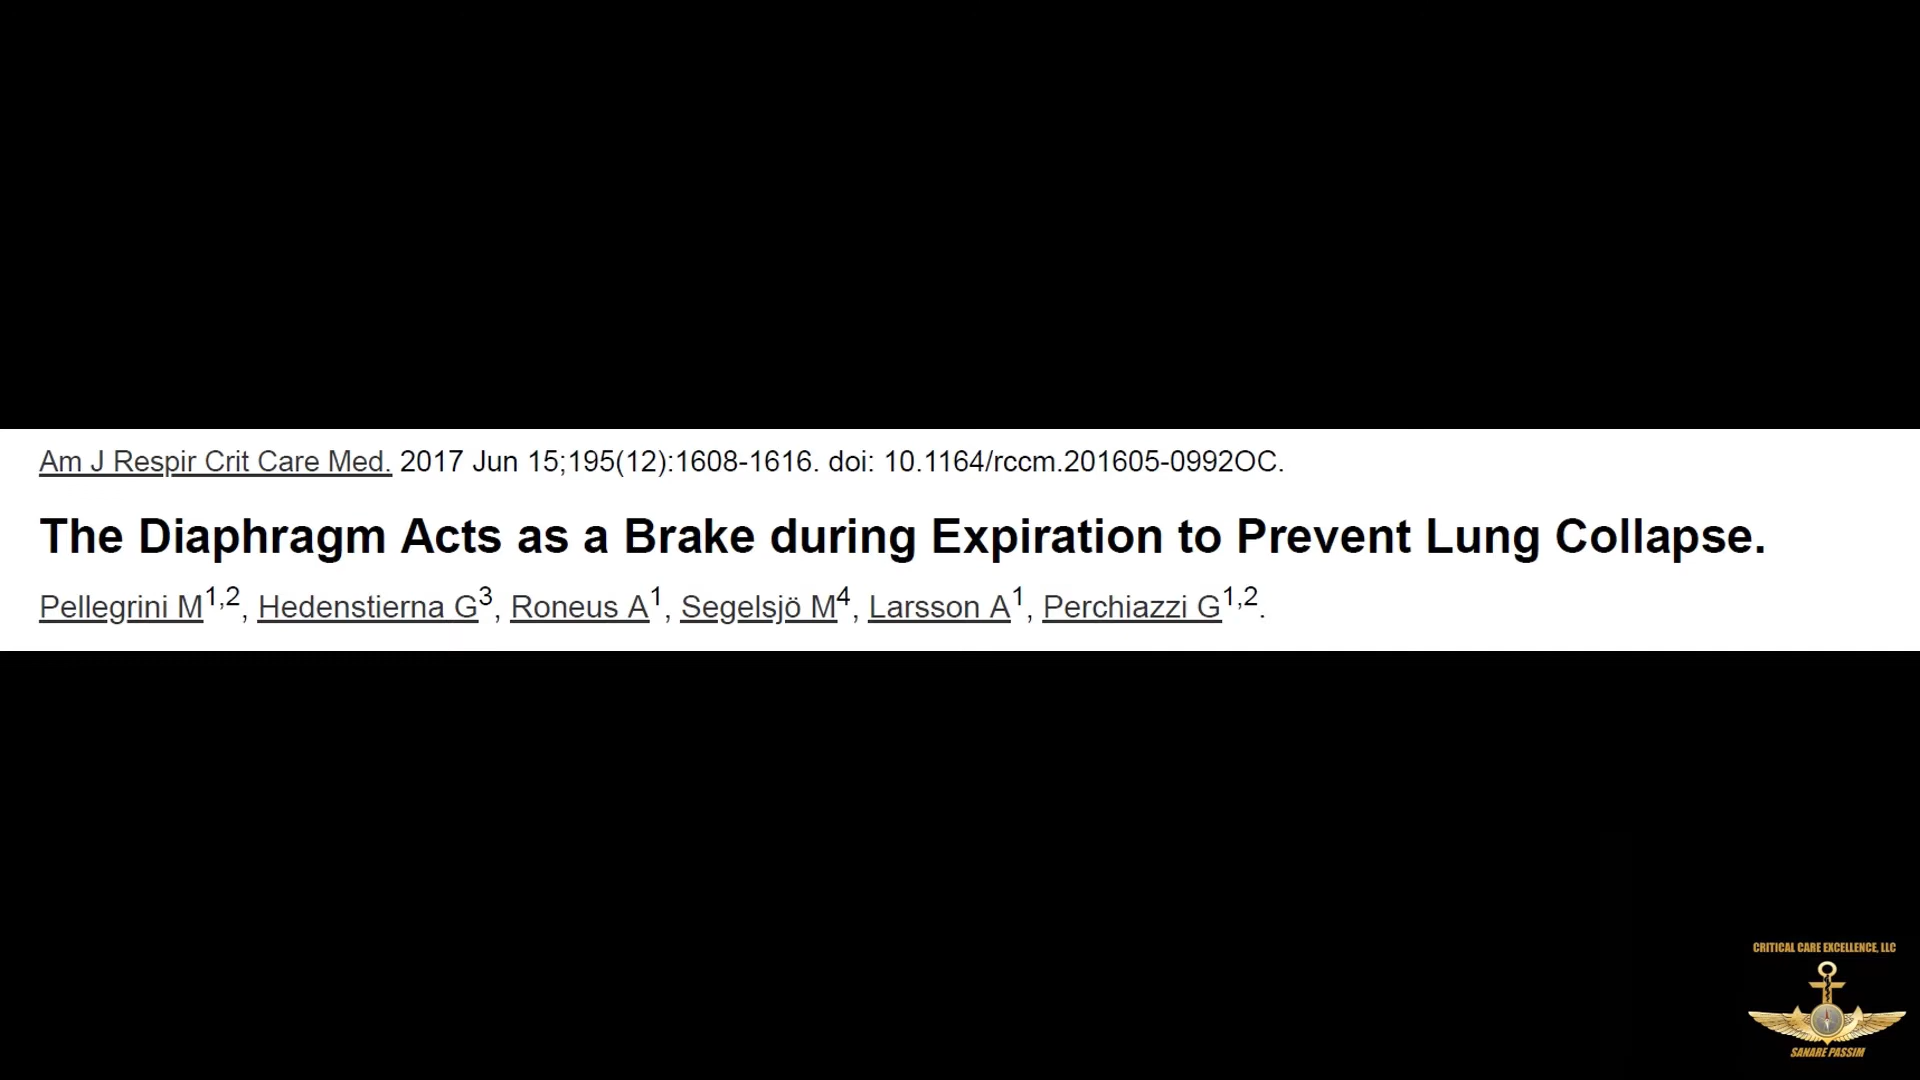 Am J Respir Crit Care Med. 2017 Jun 15;195(12):1608-1616. doi: 10.1164/rccm.201605-0992OC.
The Diaphragm Acts as a Brake during Expiration to Prevent Lung Collapse.
Pellegrini M1,2, Hedenstierna G3, Roneus A1, Segelsjö M4, Larsson A1, Perchiazzi G1,2.
CRITICAL CARE EXCELLENCE, LLC
SANARE PASSIM